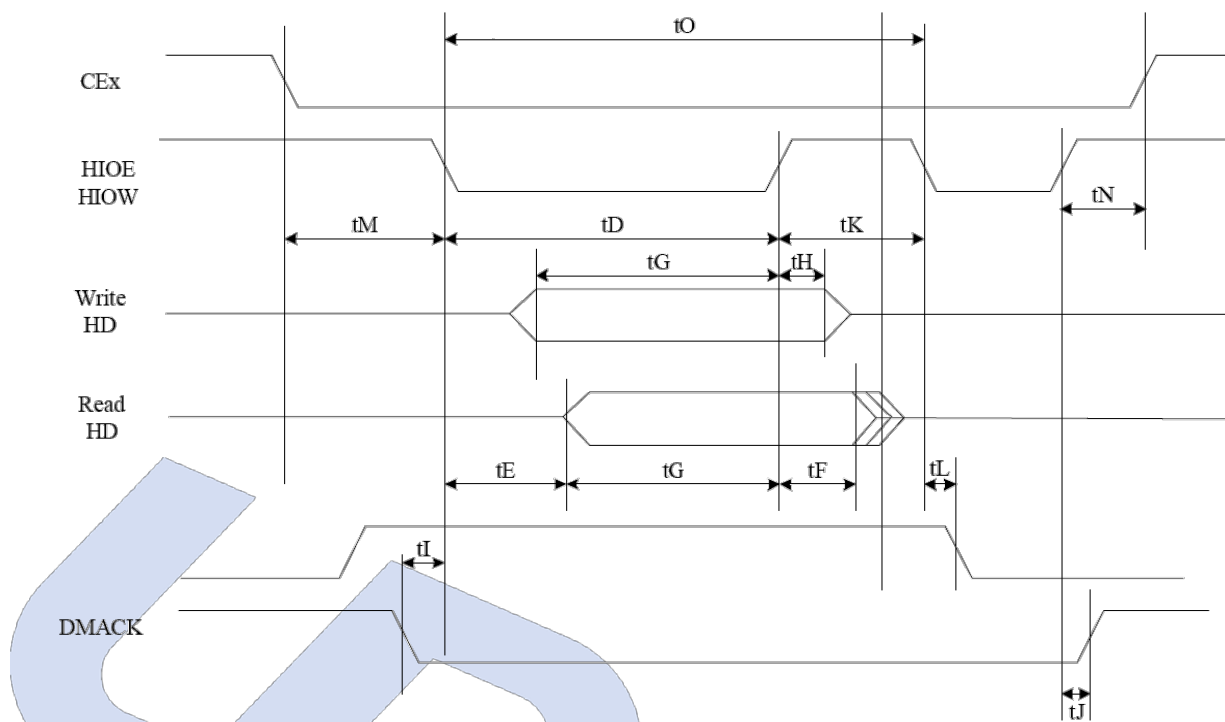 tO
CEx
HIOE
HIOW
tN
tM
tD
tK
tG
tH
Write
HD
Read
HD
tE
tG
tF
tL
tI
DMACK
tJ